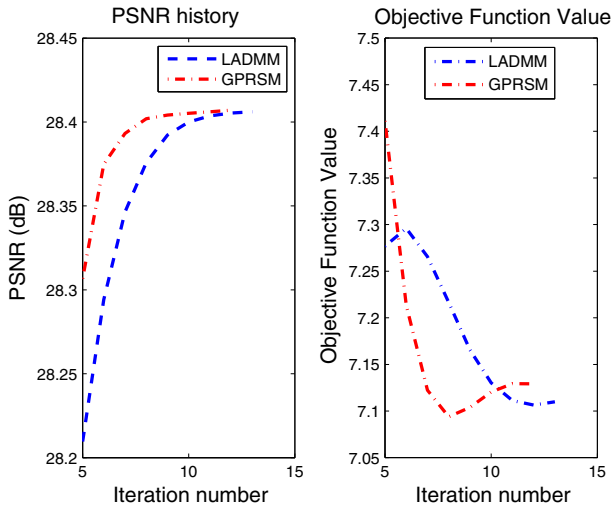 PSNR history
28.45
28.4
28.35
28.3
28.25
28.2
PSNR (dB)
5
10
15
Iteration number
LADMM
GPRSM
Objective Function Value
7.5
7.45
7.4
7.35
7.3
7.25
7.2
7.15
7.1
7.05
Objective Function Value
5
10
15
Iteration number
LADMM
GPRSM